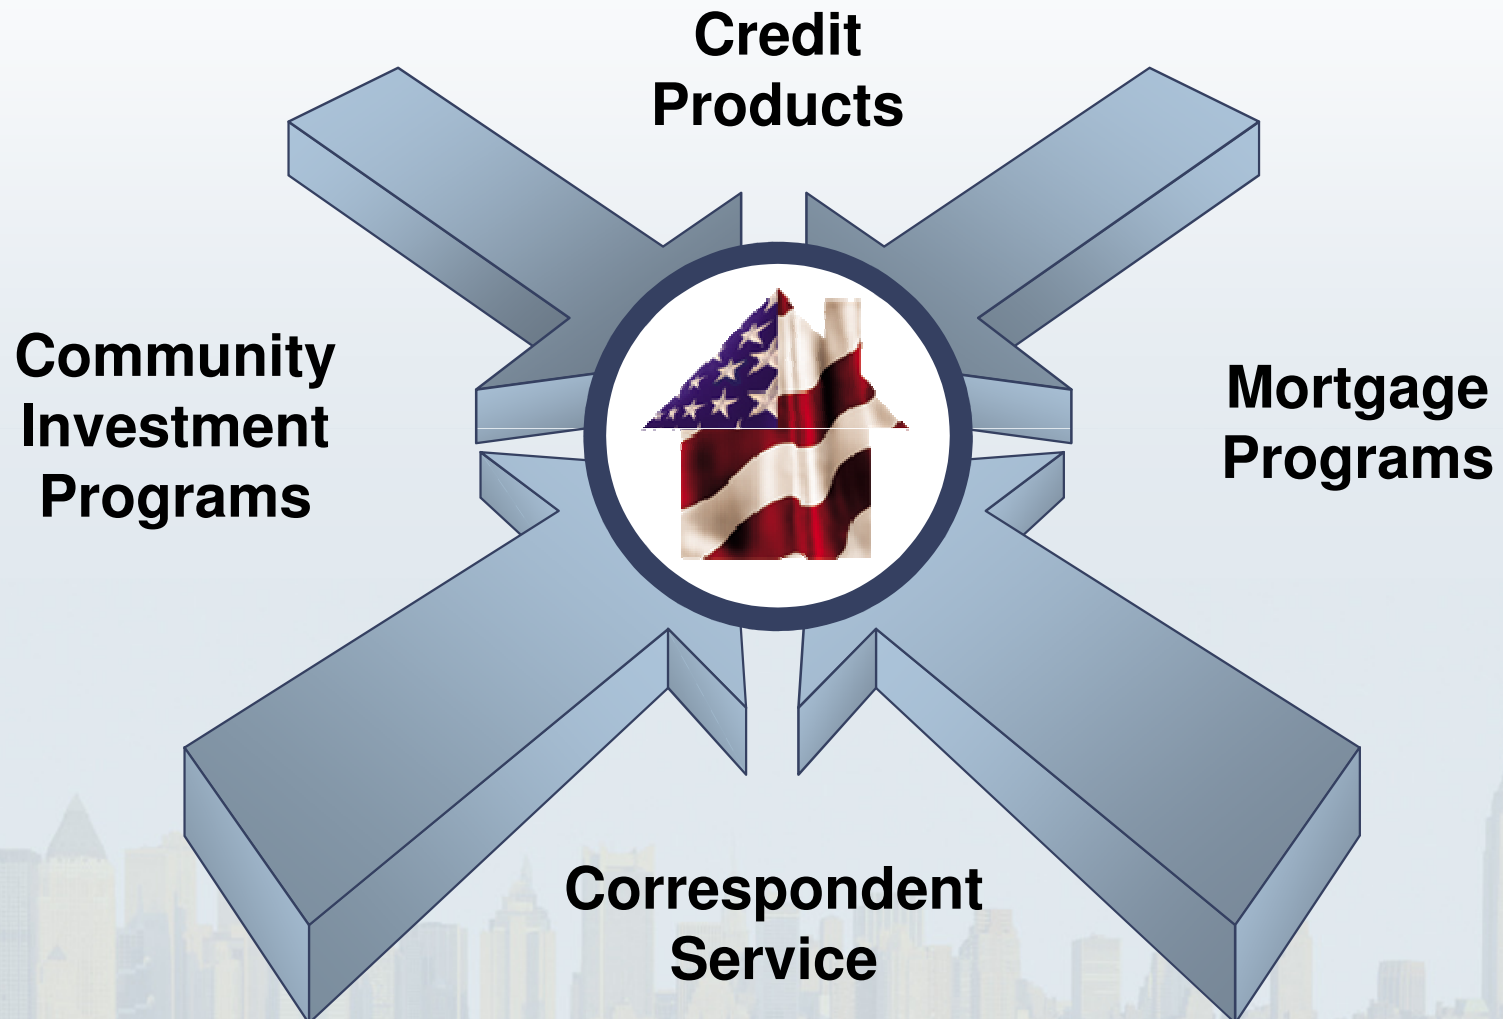 Credit
Products
Community
Investment
Programs
Mortgage
Programs
Correspondent
Service